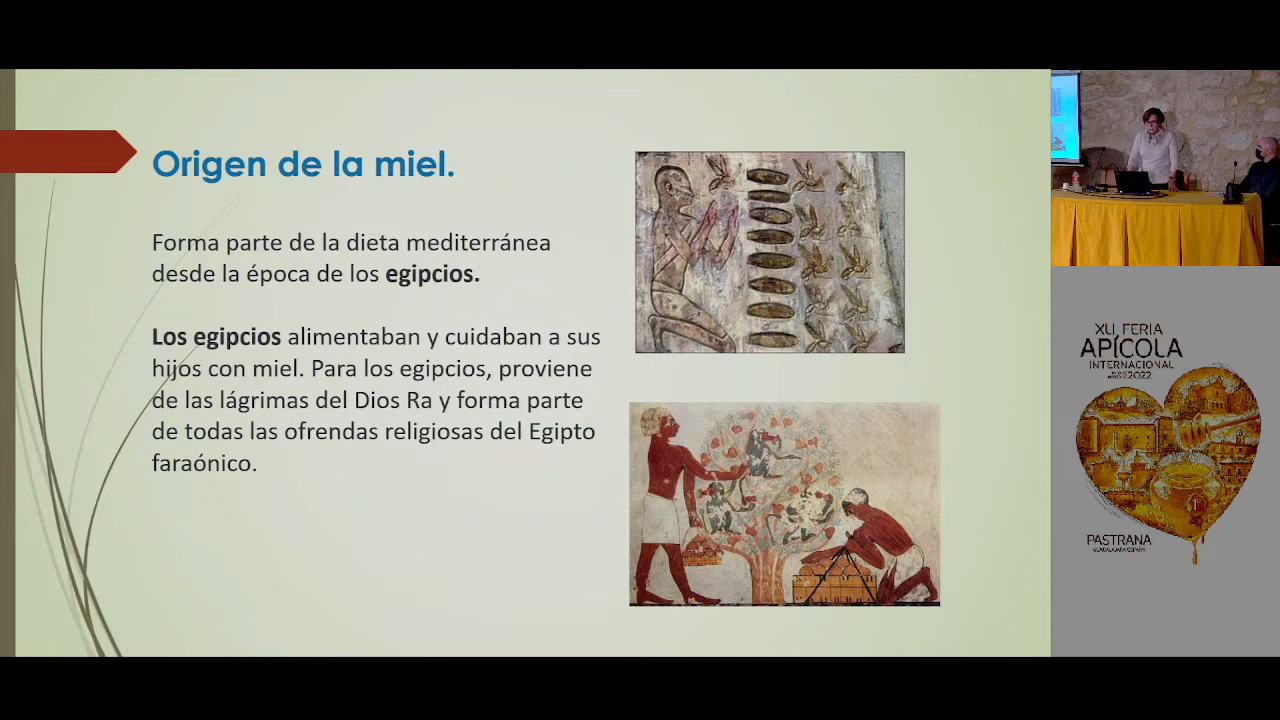 Origen de la miel.
Forma parte de la dieta mediterránea
desde la época de los egipcios.
Los egipcios alimentaban y cuidaban a sus
hijos con miel. Para los egipcios, proviene
de las lágrimas del Dios Ra y forma parte
de todas las ofrendas religiosas del Egipto
faraónico.
XLI FERIA
APÍCOLA
INTERNACIONAL
2022
PASTRANA
GUADALAJARA ESPAÑA